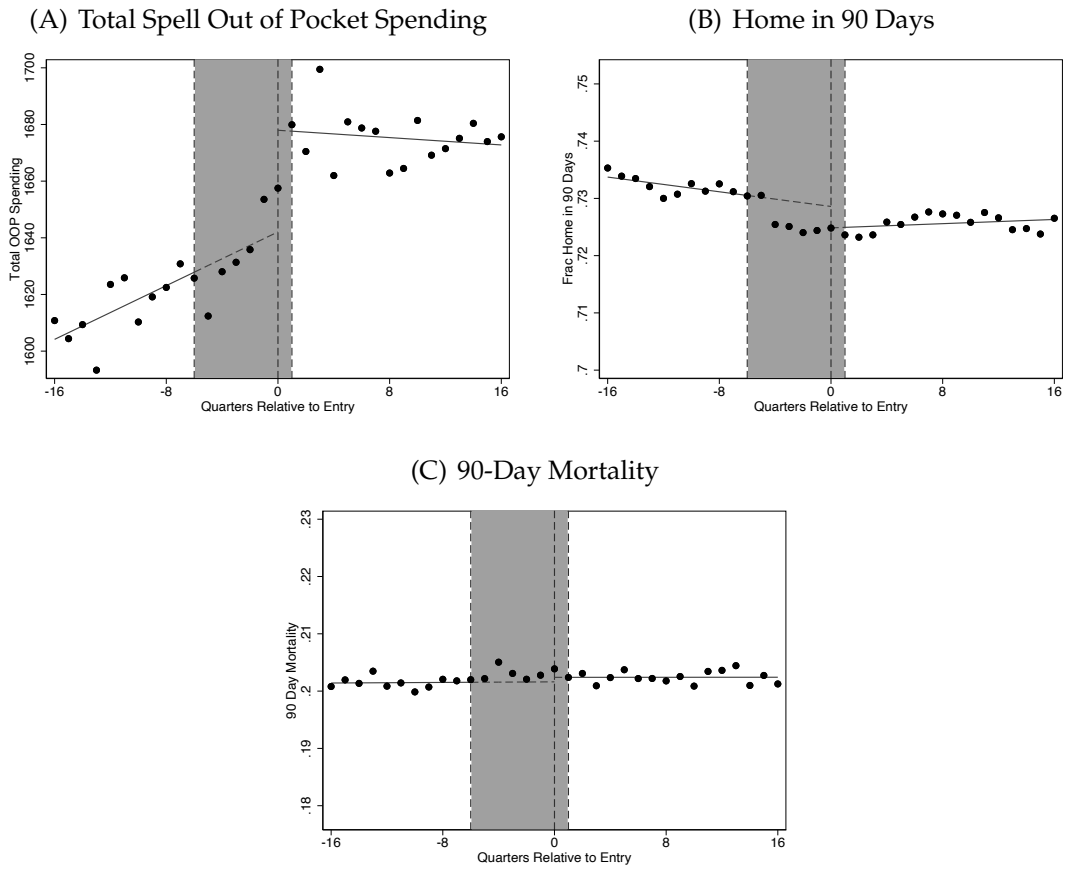 (A) Total Spell Out of Pocket Spending
Total OOP Spending
1700
1680
1660
1640
1620
1600
-16 -8 0 8 16
Quarters Relative to Entry
(B) Home in 90 Days
Frac Home in 90 Days
.75
.74
.73
.72
.71
.7
-16 -8 0 8 16
Quarters Relative to Entry
(C) 90-Day Mortality
90 Day Mortality
.23
.22
.21
.2
.19
.18
-16 -8 0 8 16
Quarters Relative to Entry